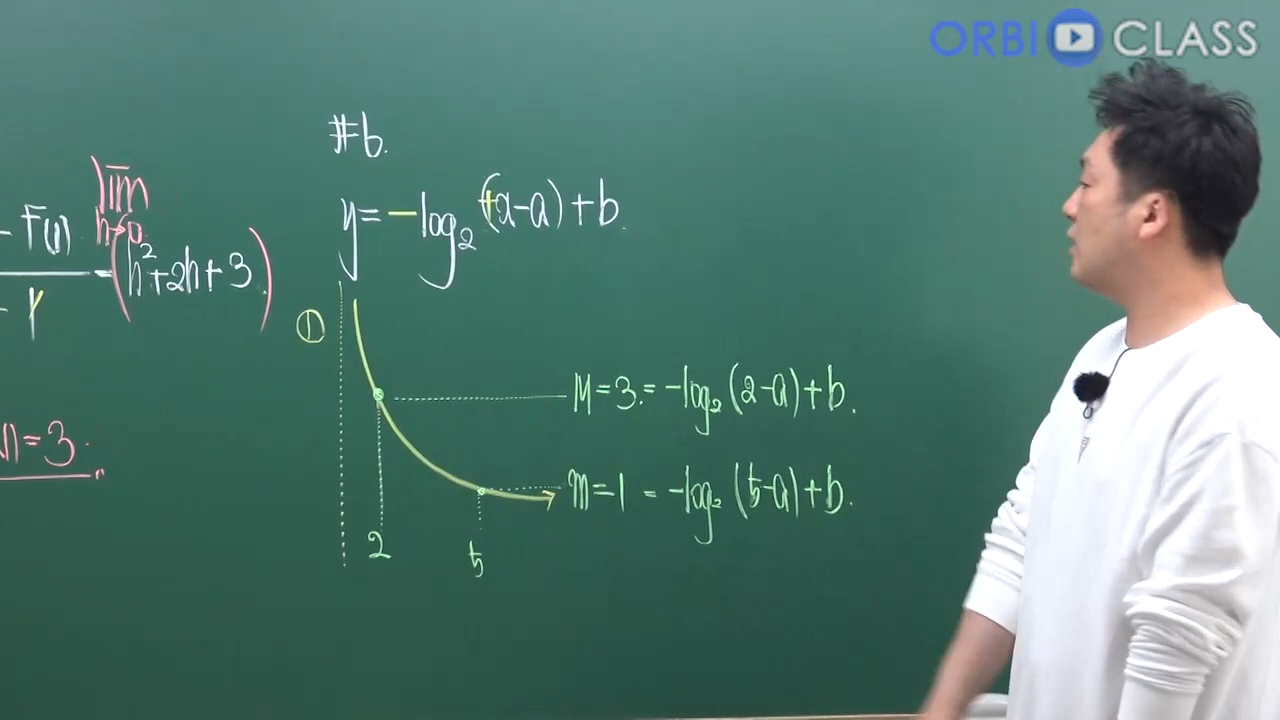 ORBI CLASS
#6.
y = -log₂(+x-a)+b.
- F(1)
- 1
lim
h→0
= (h²+2h+3)
n=3.
①
M=3.=-log₂(2-a)+b.
m=1 = -log₂(5-a)+b.
2
5